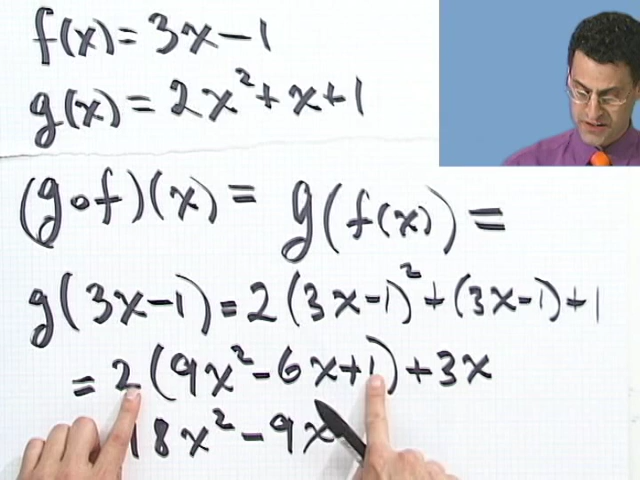 f(x) = 3x - 1
g(x) = 2x² + x + 1
(g∘f)(x) = g(f(x)) =
g(3x - 1) = 2(3x - 1)² + (3x - 1) + 1
= 2(9x² - 6x + 1) + 3x
18x² - 9x